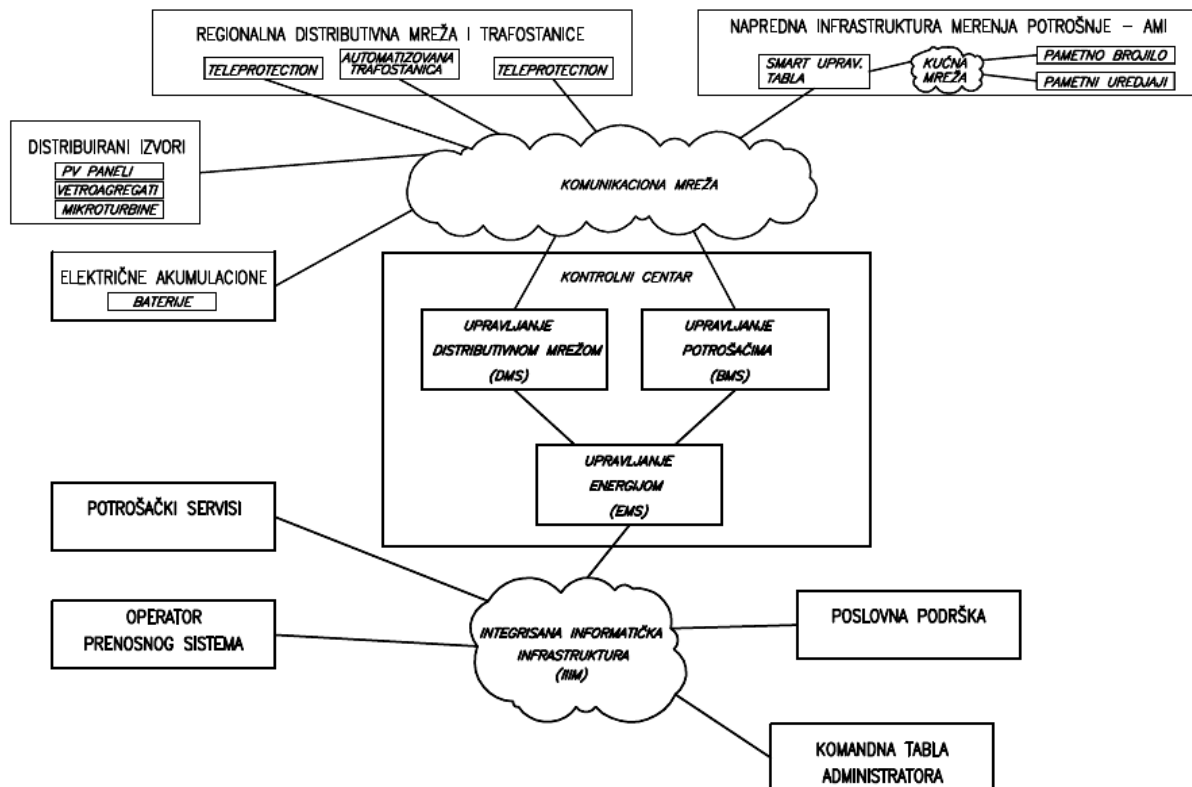 REGIONALNA DISTRIBUTIVNA MREŽA I TRAFOSTANICE
TELEPROTECTION
AUTOMATIZOVANA
TRAFOSTANICA
TELEPROTECTION
NAPREDNA INFRASTRUKTURA MERENJA POTROŠNJE – AMI
SMART UPRAV.
TABLA
KUĆNA
MREŽA
PAMETNO BROJILO
PAMETNI UREDJAJI
DISTRIBUIRANI IZVORI
PV PANELI
VETROAGREGATI
MIKROTURBINE
KOMUNIKACIONA MREŽA
ELEKTRIČNE AKUMULACIONE
BATERIJE
KONTROLNI CENTAR
UPRAVLJANJE
DISTRIBUTIVNOM MREŽOM
(DMS)
UPRAVLJANJE
POTROŠAČIMA
(BMS)
UPRAVLJANJE
ENERGIJOM
(EMS)
POTROŠAČKI SERVISI
OPERATOR
PRENOSNOG SISTEMA
INTEGRISANA INFORMATIČKA
INFRASTRUKTURA
(IIIM)
POSLOVNA PODRŠKA
KOMANDNA TABLA
ADMINISTRATORA